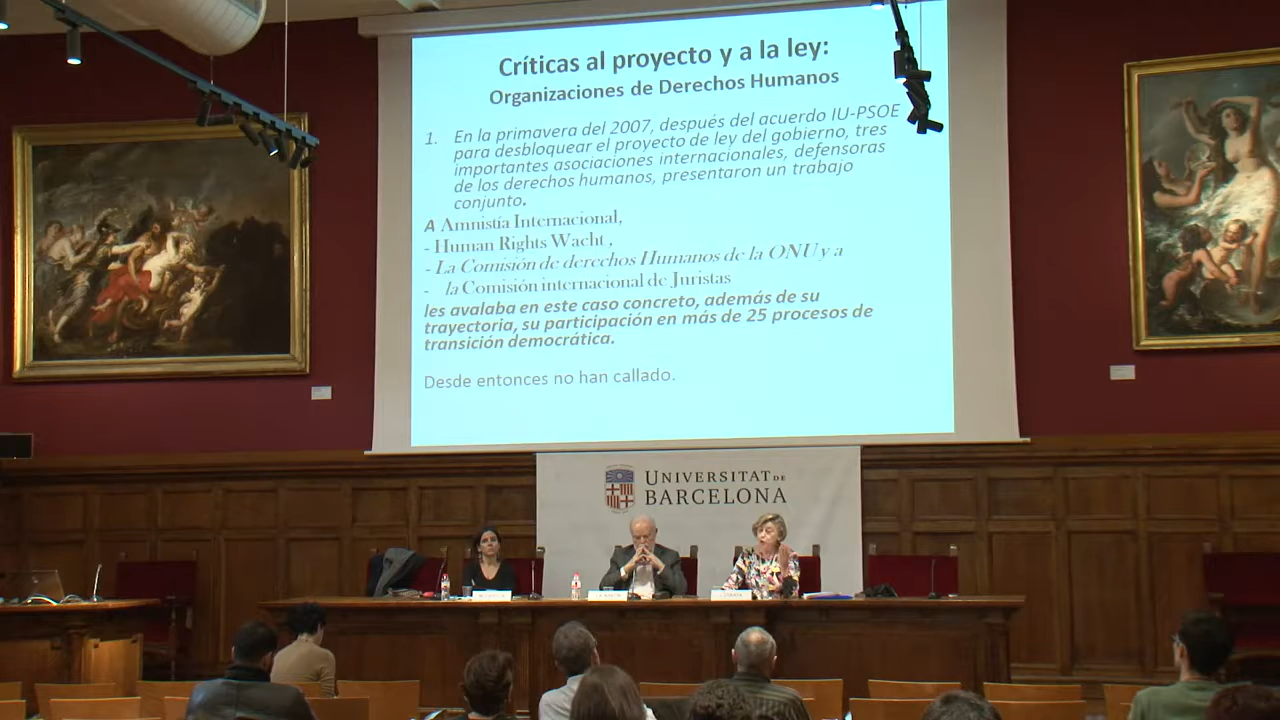 Críticas al proyecto y a la ley:
Organizaciones de Derechos Humanos
1. En la primavera del 2007, después del acuerdo IU-PSOE
para desbloquear el proyecto de ley del gobierno, tres
importantes asociaciones internacionales, defensoras
de los derechos humanos, presentaron un trabajo
conjunto.
A Amnistía Internacional,
- Human Rights Wacht ,
- La Comisión de derechos Humanos de la ONU y a
- la Comisión internacional de Juristas
les avalaba en este caso concreto, además de su
trayectoria, su participación en más de 25 procesos de
transición democrática.
Desde entonces no han callado.
UNIVERSITAT DE
BARCELONA